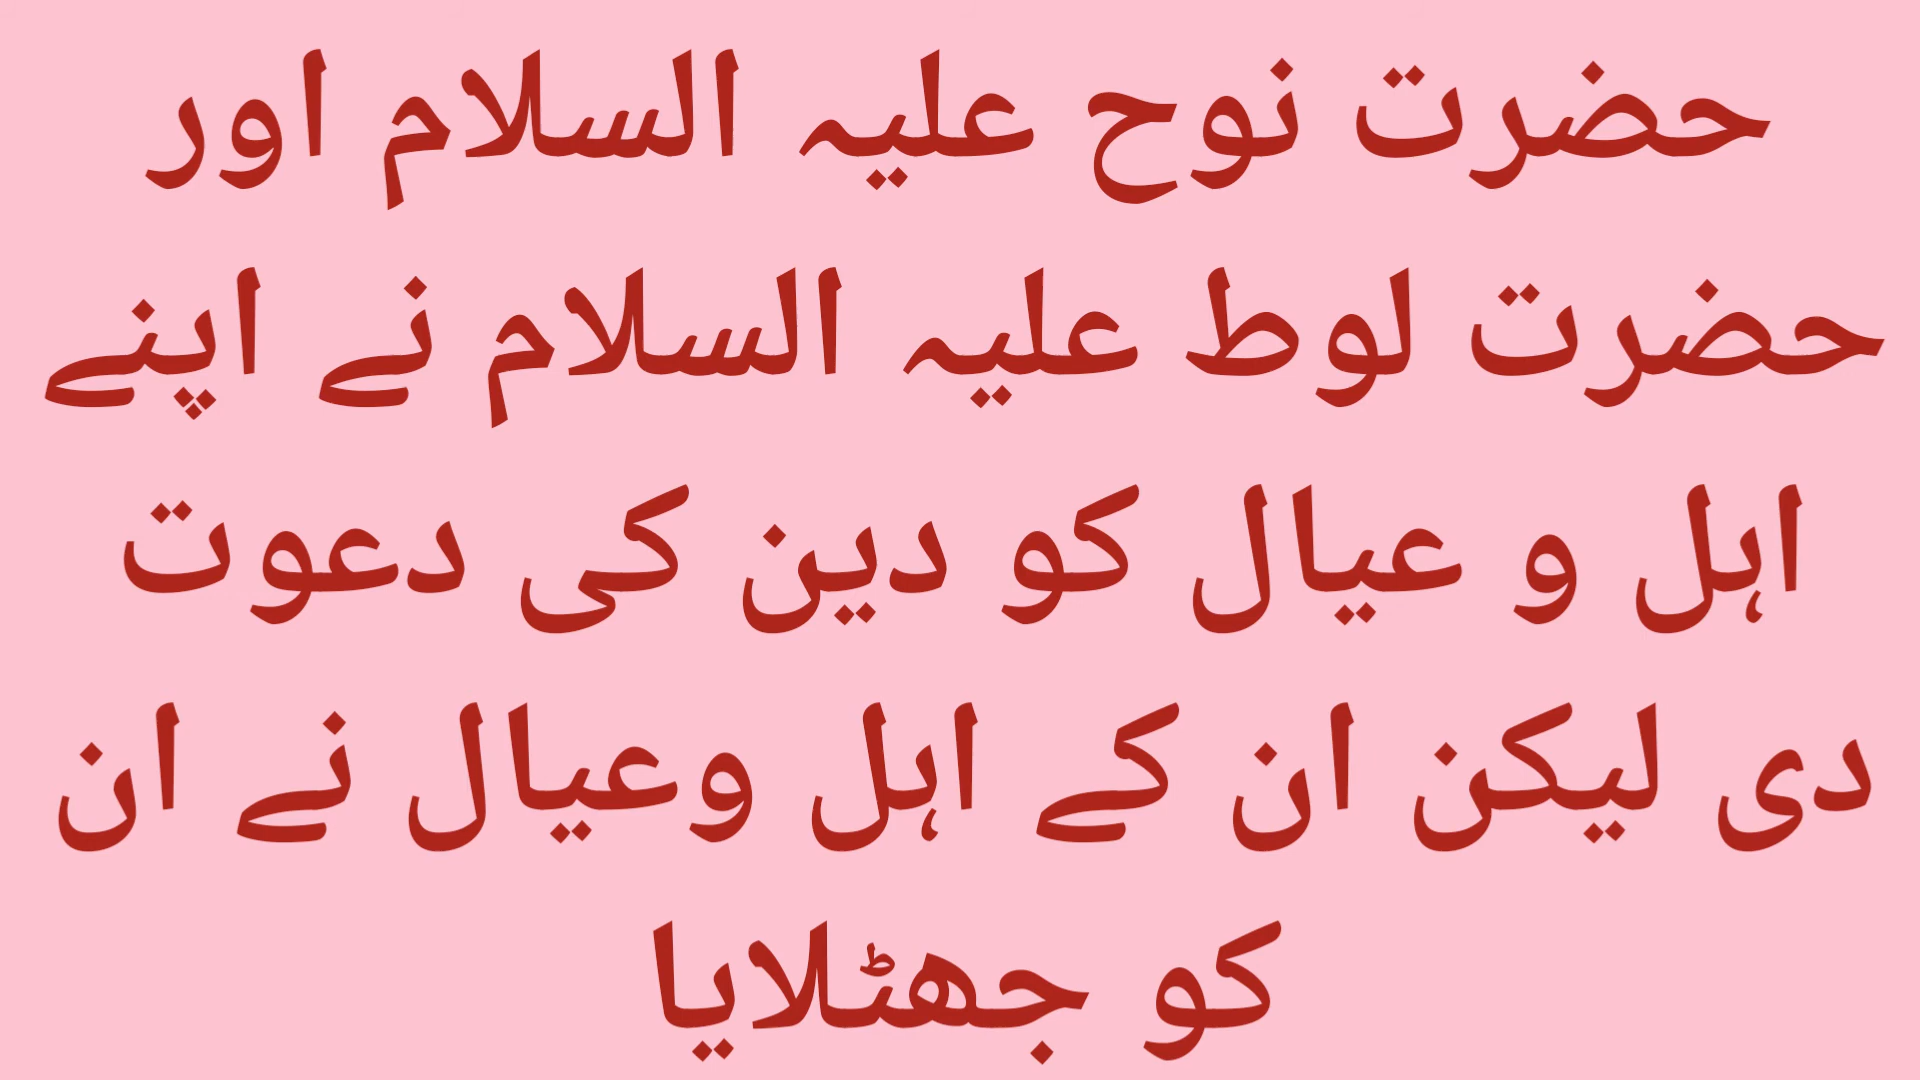 حضرت نوح علیہ السلام اور
حضرت لوط علیہ السلام نے اپنے
اہل و عیال کو دین کی دعوت
دی لیکن ان کے اہل وعیال نے ان
کو جھٹلایا